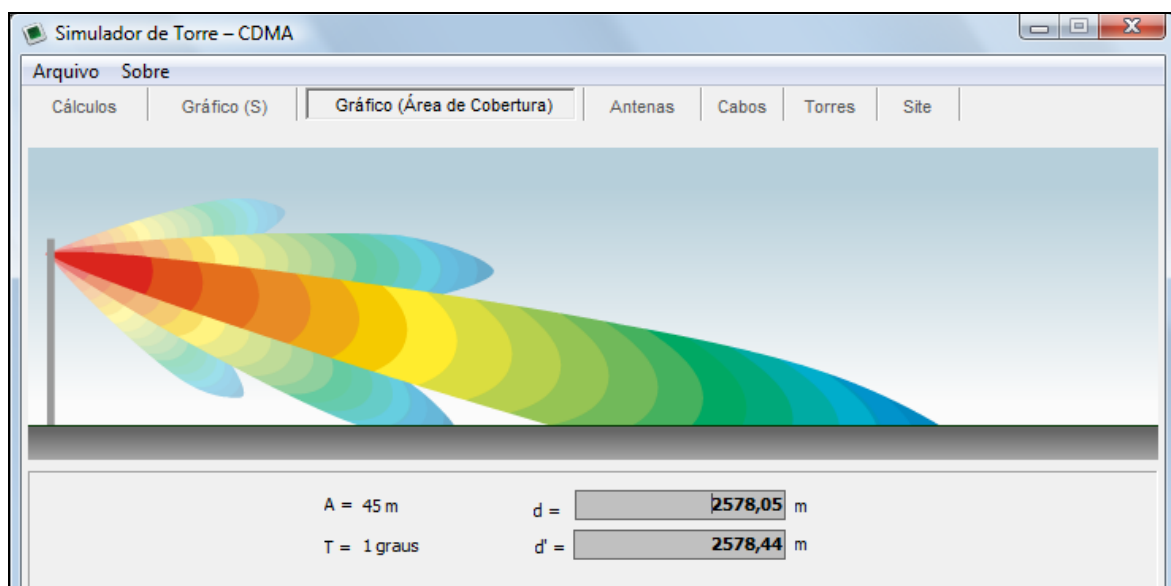 Simulador de Torre – CDMA
Arquivo Sobre
Cálculos Gráfico (S) Gráfico (Área de Cobertura) Antenas Cabos Torres Site
A = 45 m d = 2578,05 m
T = 1 graus d' = 2578,44 m